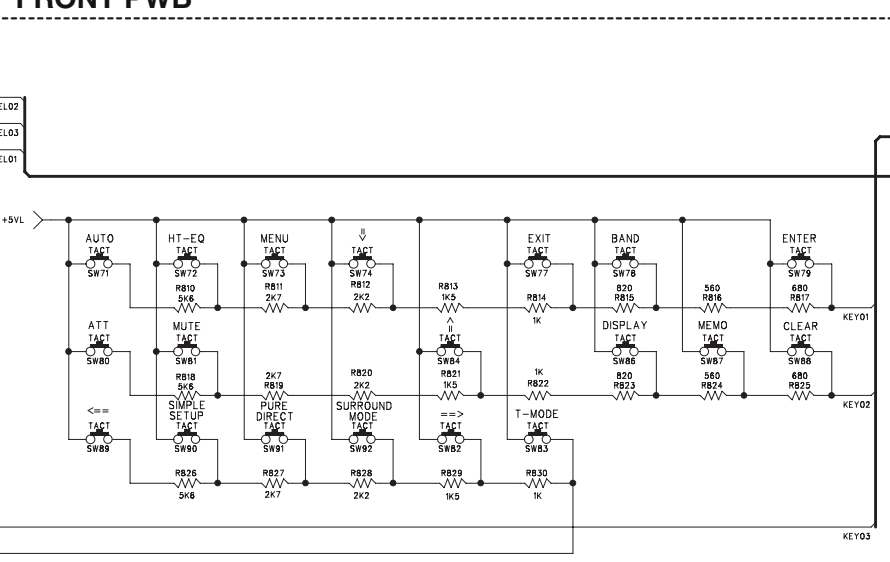 FRONT PWB
EL02
EL03
EL01
+5VL
AUTO HT-EQ MENU EXIT BAND ENTER
TACT TACT TACT TACT TACT TACT TACT
SW71 SW72 SW73 SW74 SW77 SW78 SW79
R810 R811 R812 R813 R814 820 560 680
5K6 2K7 2K2 1K5 1K R815 R816 R817
KEY01
ATT MUTE DISPLAY MEMO CLEAR
TACT TACT TACT TACT TACT TACT
SW80 SW81 SW84 SW86 SW87 SW88
R818 2K7 R820 R821 1K 820 560 680
5K6 R819 2K2 1K5 R822 R823 R824 R825
KEY02
<== SIMPLE SETUP PURE DIRECT SURROUND MODE ==> T-MODE
TACT TACT TACT TACT TACT TACT
SW89 SW90 SW91 SW92 SW82 SW83
R826 R827 R828 R829 R830
5K6 2K7 2K2 1K5 1K
KEY03